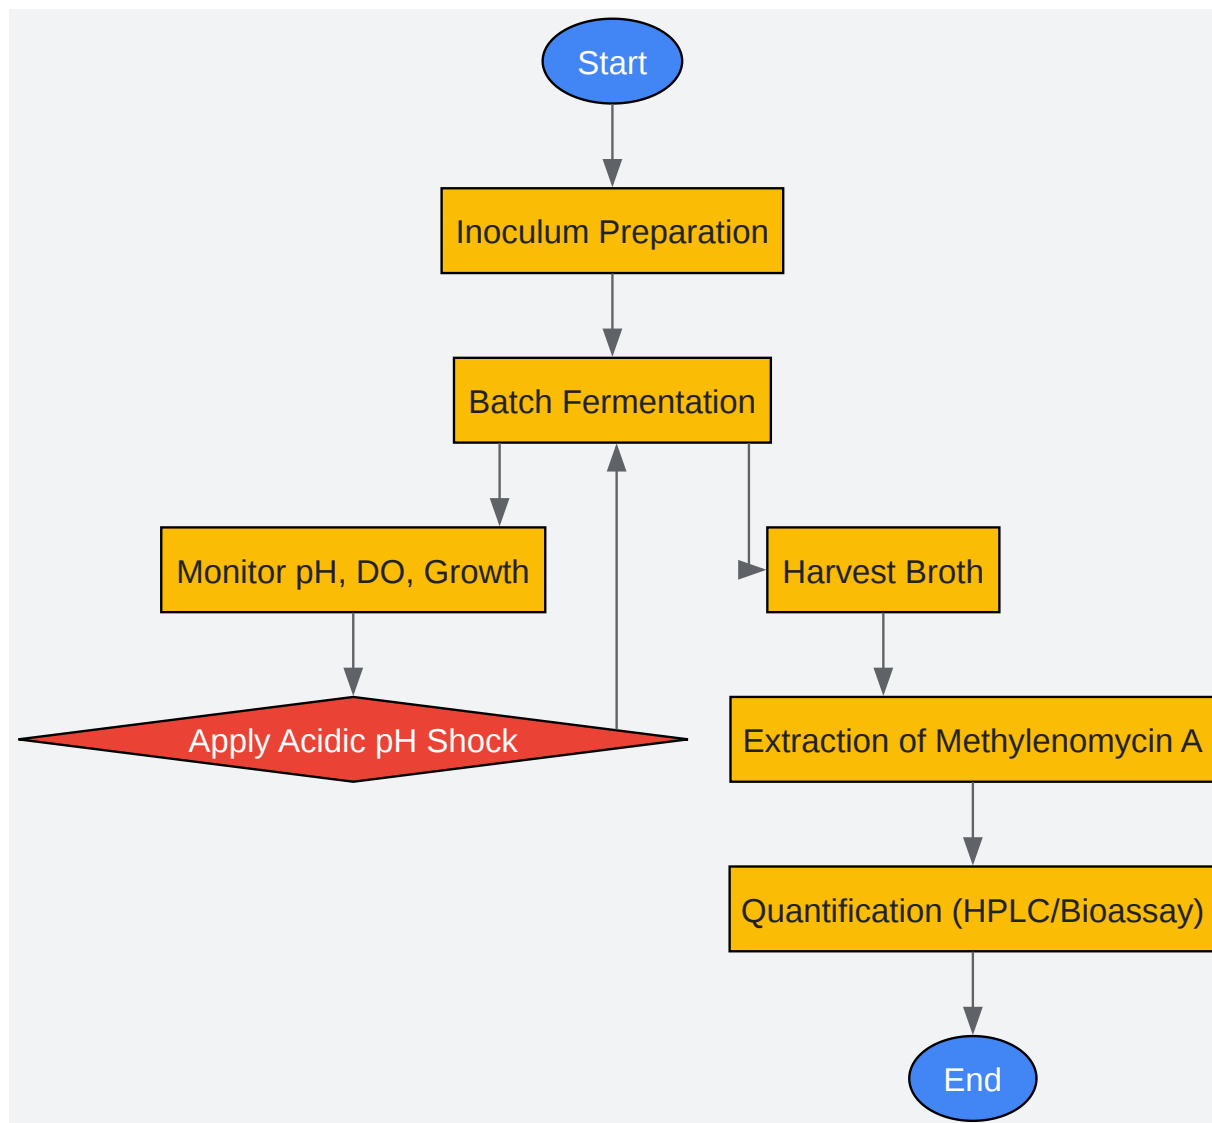 Start
Inoculum Preparation
Batch Fermentation
Monitor pH, DO, Growth
Harvest Broth
Apply Acidic pH Shock
Extraction of Methylenomycin A
Quantification (HPLC/Bioassay)
End